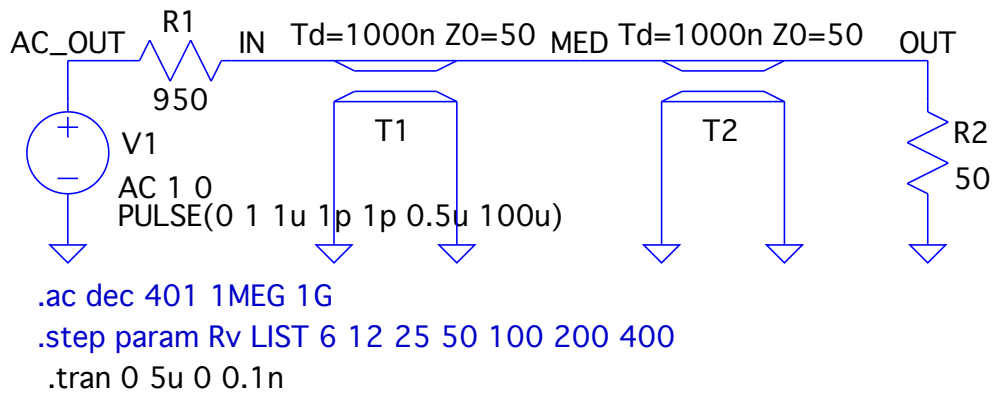 R1
AC_OUT IN Td=1000n Z0=50 MED Td=1000n Z0=50 OUT
950
T1 T2 R2
V1
50
AC 1 0
PULSE(0 1 1u 1p 1p 0.5u 100u)
.ac dec 401 1MEG 1G
.step param Rv LIST 6 12 25 50 100 200 400
.tran 0 5u 0 0.1n